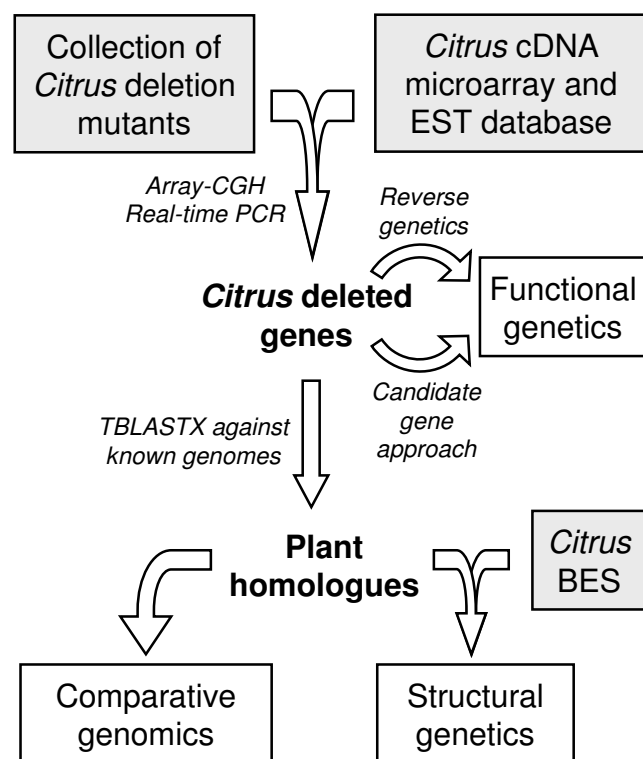 Collection of
Citrus deletion
mutants
Citrus cDNA
microarray and
EST database
Array-CGH
Real-time PCR
Reverse
genetics
Citrus deleted
genes
Functional
genetics
Candidate
gene
approach
TBLASTX against
known genomes
Plant
homologues
Citrus
BES
Comparative
genomics
Structural
genetics